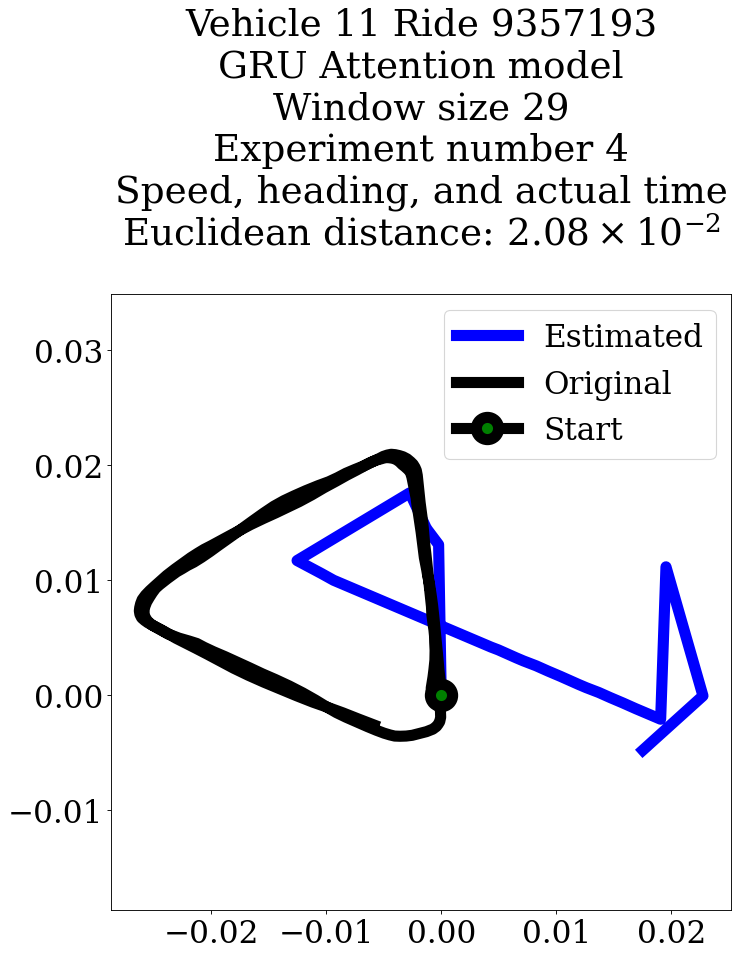 Vehicle 11 Ride 9357193
GRU Attention model
Window size 29
Experiment number 4
Speed, heading, and actual time
Euclidean distance: 2.08 × 10⁻²
Estimated
Original
Start
0.03
0.02
0.01
0.00
−0.01
−0.02 −0.01 0.00 0.01 0.02